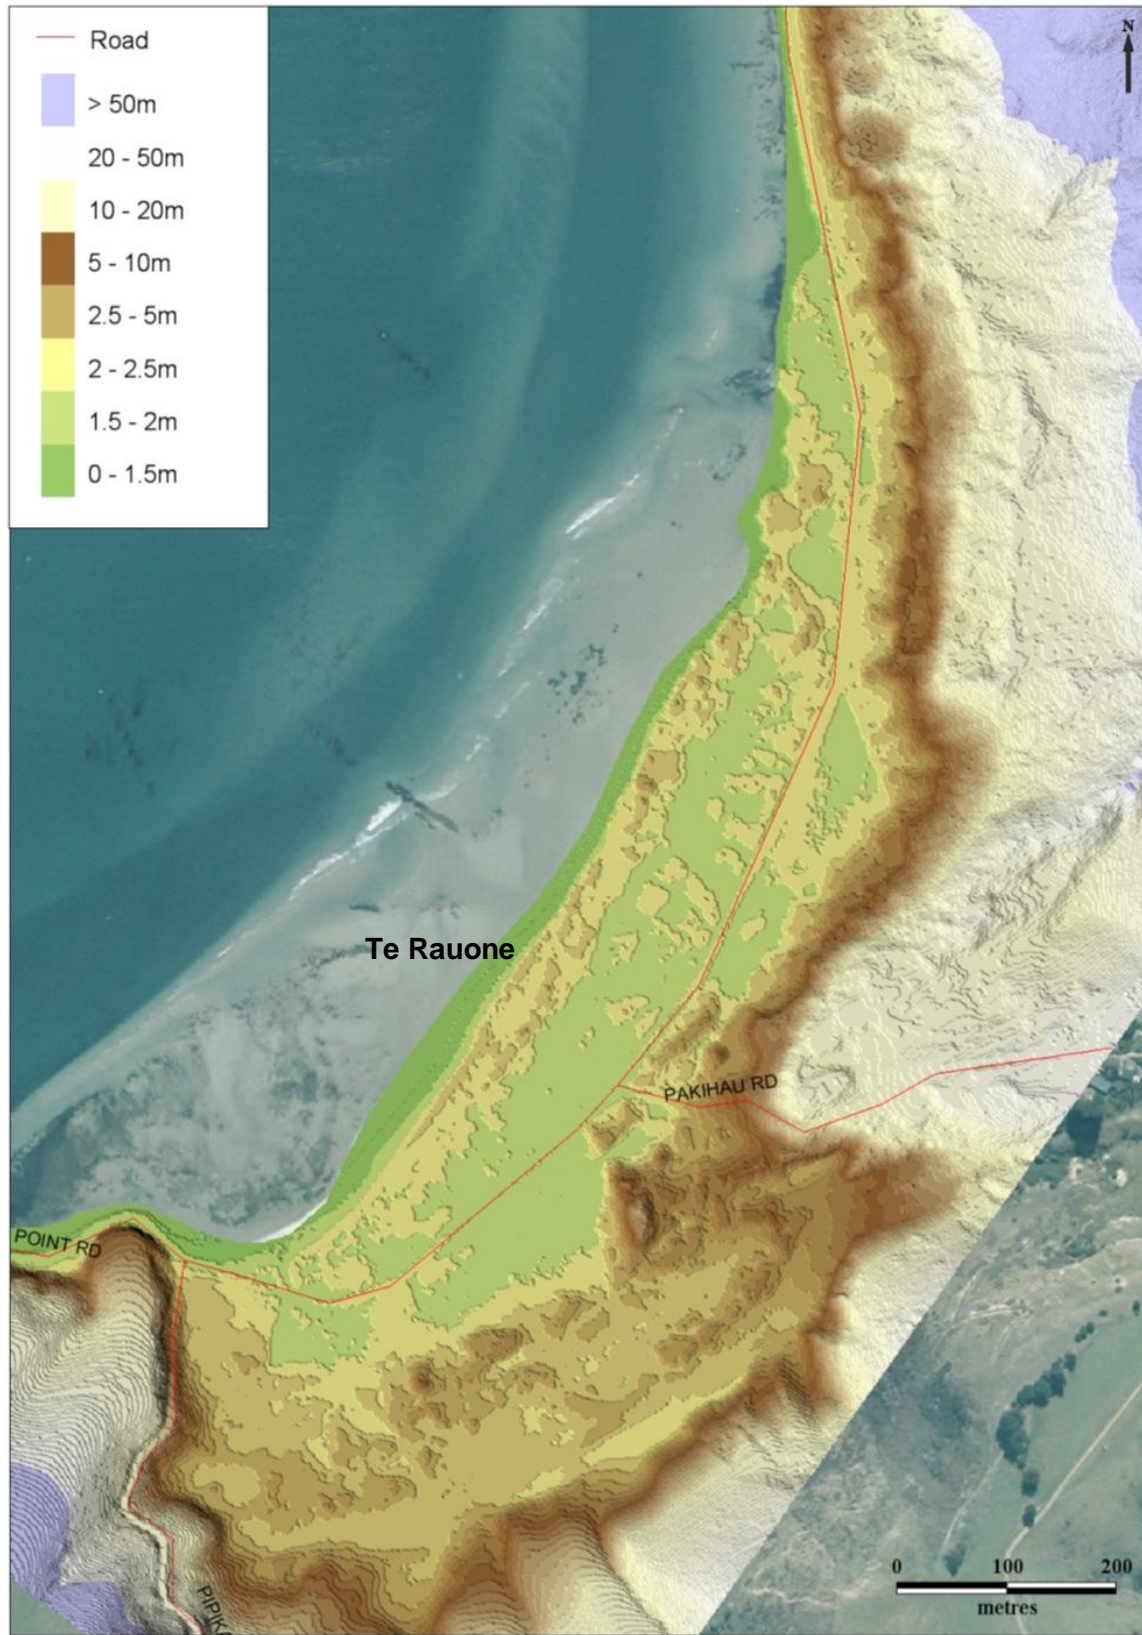 Road
> 50m
20 - 50m
10 - 20m
5 - 10m
2.5 - 5m
2 - 2.5m
1.5 - 2m
0 - 1.5m
N
Te Rauone
PAKIHAU RD
POINT RD
0 100 200
metres